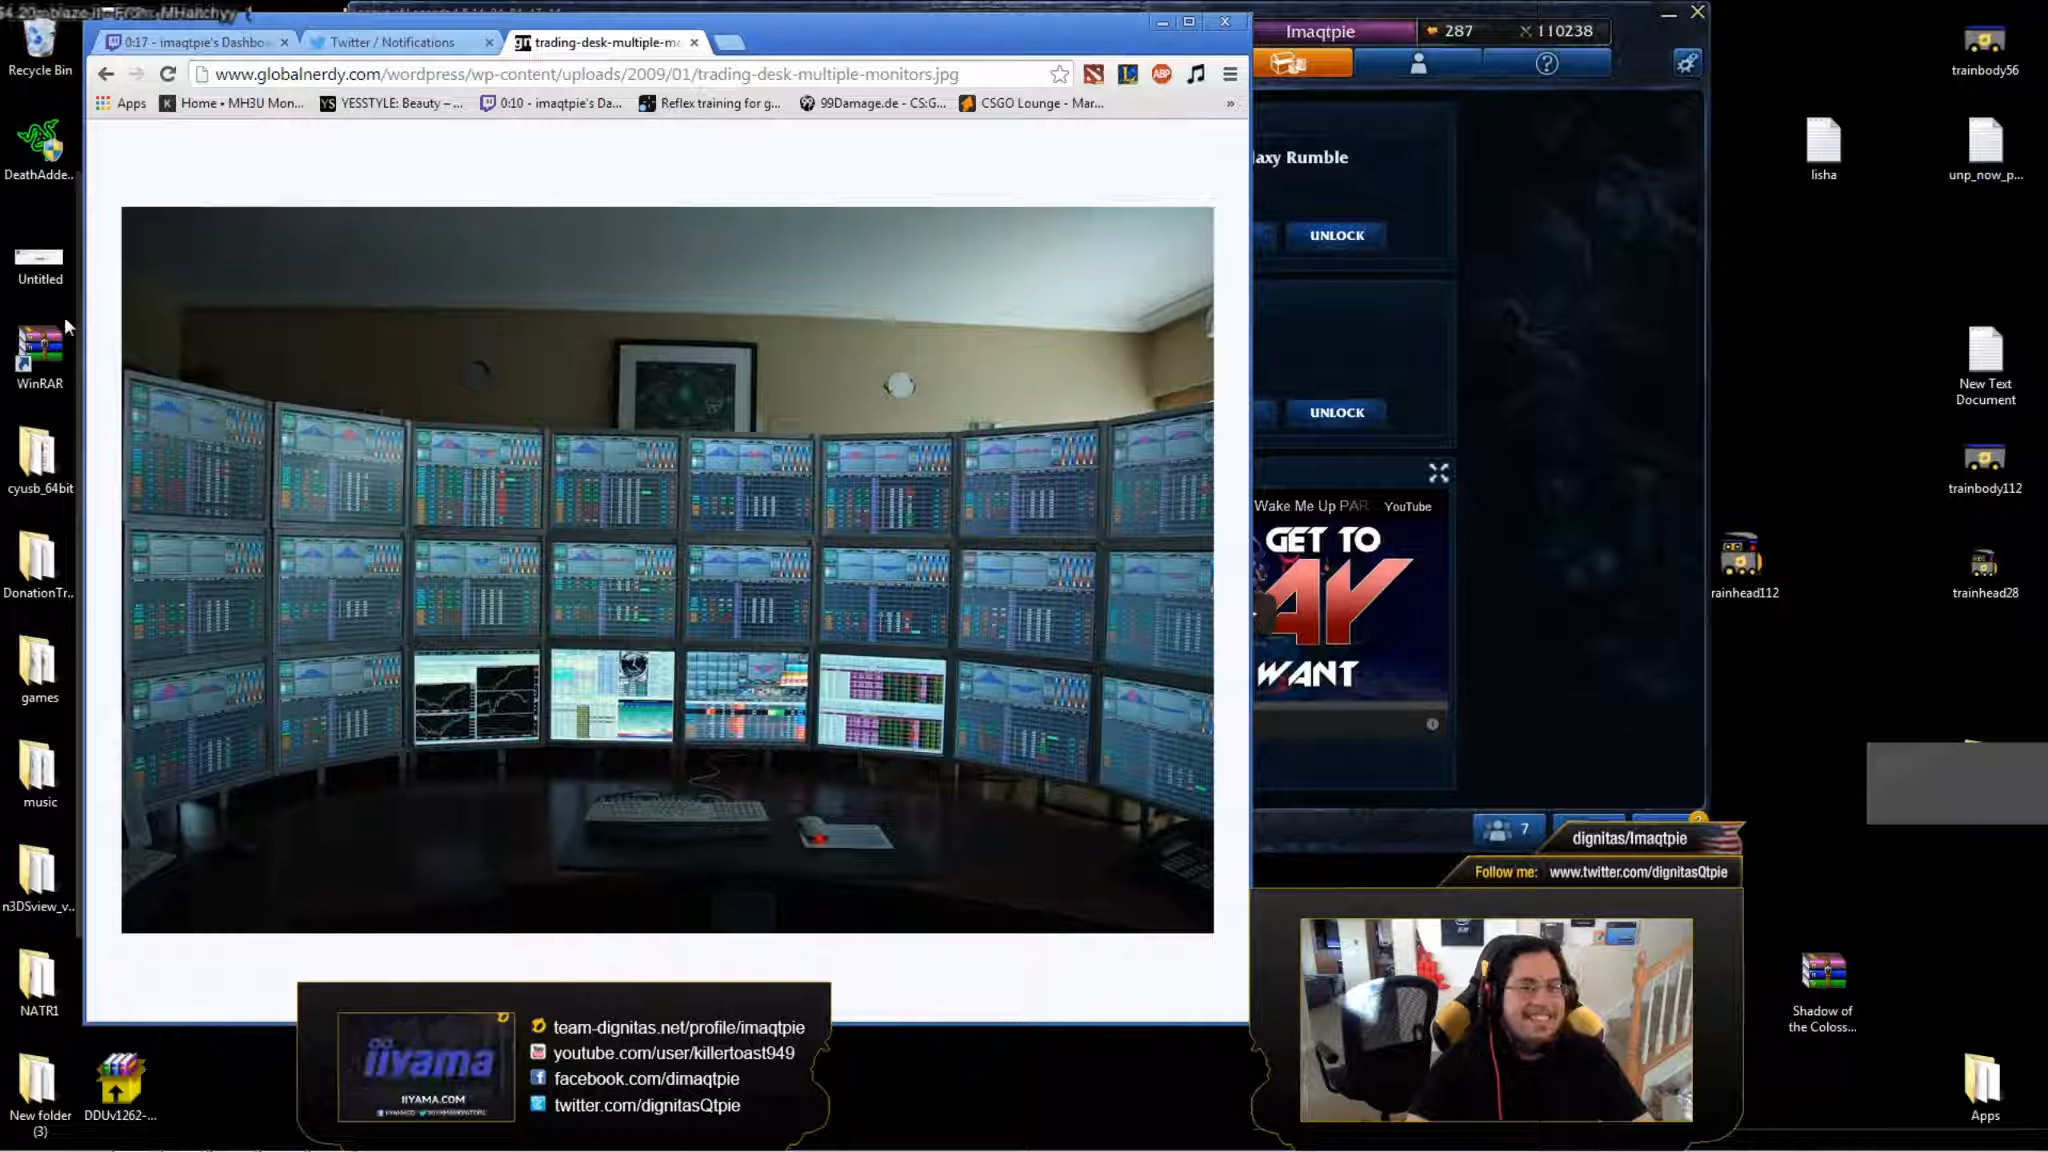 0:17 - imaqtpie's Dashbo
Twitter / Notifications
gn trading-desk-multiple-m
www.globalnerdy.com/wordpress/wp-content/uploads/2009/01/trading-desk-multiple-monitors.jpg
ABP
Apps
Home • MH3U Mon...
YS YESSTYLE: Beauty – ...
0:10 - imaqtpie's Da...
Reflex training for g...
99Damage.de - CS:G...
CSGO Lounge - Mar...
»
Imaqtpie
287
110238
axy Rumble
UNLOCK
UNLOCK
Wake Me Up PAR
YouTube
GET TO
AY
WANT
7
dignitas/Imaqtpie
Follow me: www.twitter.com/dignitasQtpie
Recycle Bin
DeathAdde...
Untitled
WinRAR
cyusb_64bit
DonationTr...
games
music
n3DSview_v...
NATR1
New folder
(3)
DDUv1262-...
iiyama
IIYAMA.COM
team-dignitas.net/profile/imaqtpie
youtube.com/user/killertoast949
facebook.com/dimaqtpie
twitter.com/dignitasQtpie
trainbody56
lisha
unp_now_p...
New Text
Document
trainbody112
rainhead112
trainhead28
Shadow of
the Coloss...
Apps